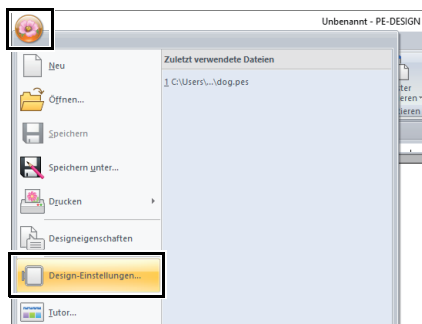 Unbenannt - PE-DESIGN
Neu
Zuletzt verwendete Dateien
1 C:\Users\...\dog.pes
Öffnen...
Speichern
Speichern unter...
Drucken
Designeigenschaften
Design-Einstellungen...
Tutor...